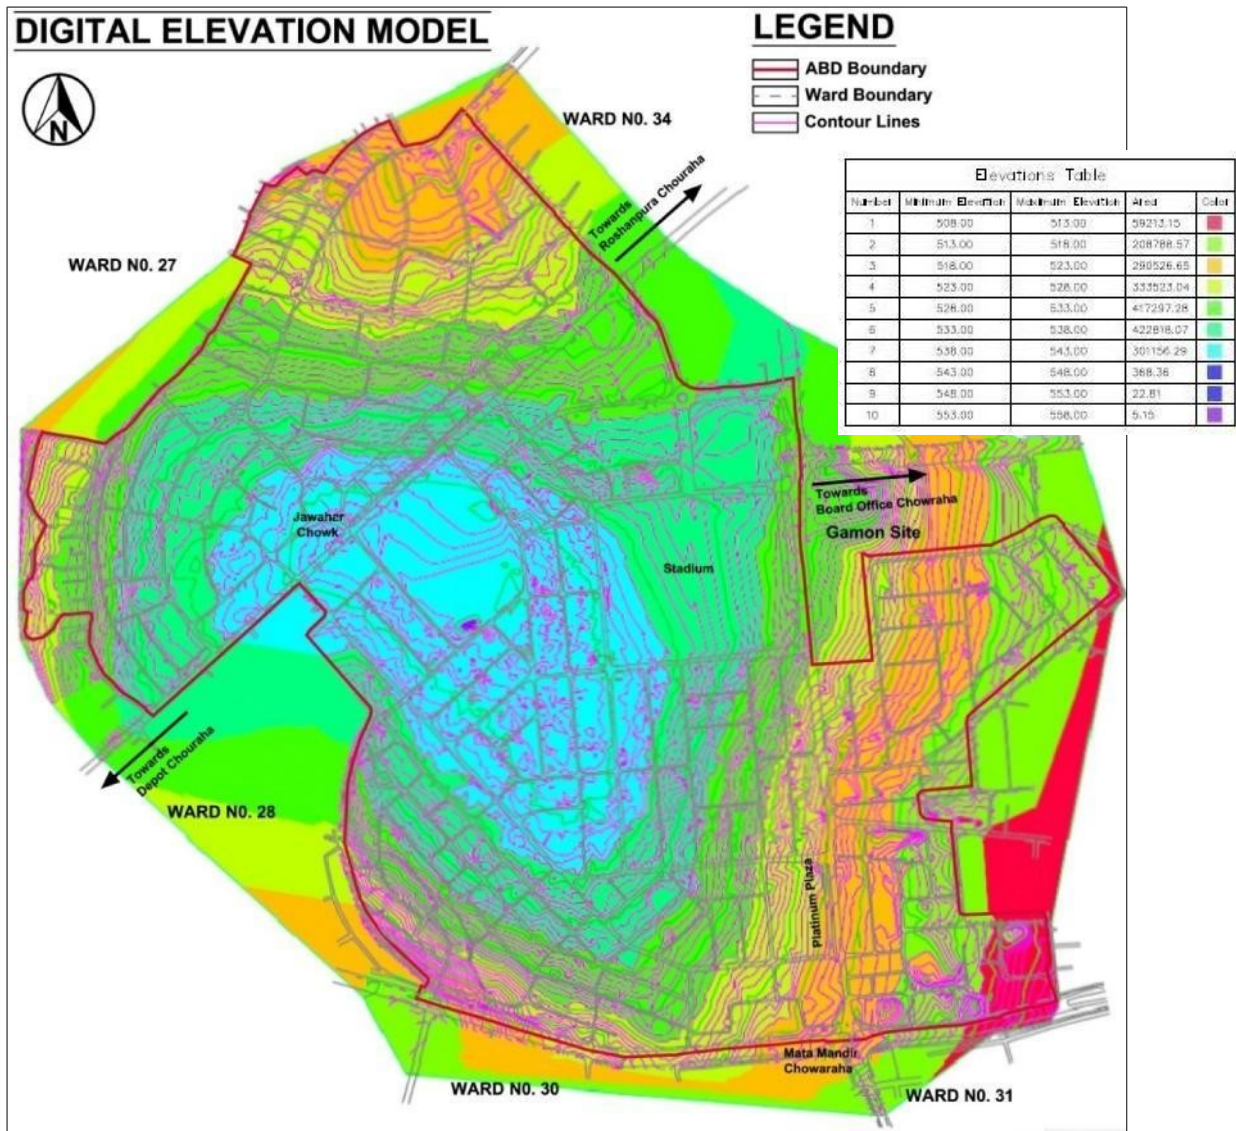 DIGITAL ELEVATION MODEL
LEGEND
ABD Boundary
Ward Boundary
Contour Lines
N
WARD N0. 34
Towards
Roshanpura Chouraha
WARD N0. 27
Elevations Table
Number Minimum Elevation Maximum Elevation Area Color
1 508.00 513.00 59213.15
2 513.00 518.00 208788.57
3 518.00 523.00 290526.65
4 523.00 528.00 333523.04
5 528.00 533.00 417297.28
6 533.00 538.00 422818.07
7 538.00 543.00 301156.29
8 543.00 548.00 368.36
9 548.00 553.00 22.81
10 553.00 558.00 5.15
Towards
Board Office Chowraha
Gamon Site
Jawaher
Chowk
Stadium
Towards
Depot Chouraha
WARD N0. 28
Platinum Plaza
Mata Mandir
Chowaraha
WARD N0. 30
WARD N0. 31